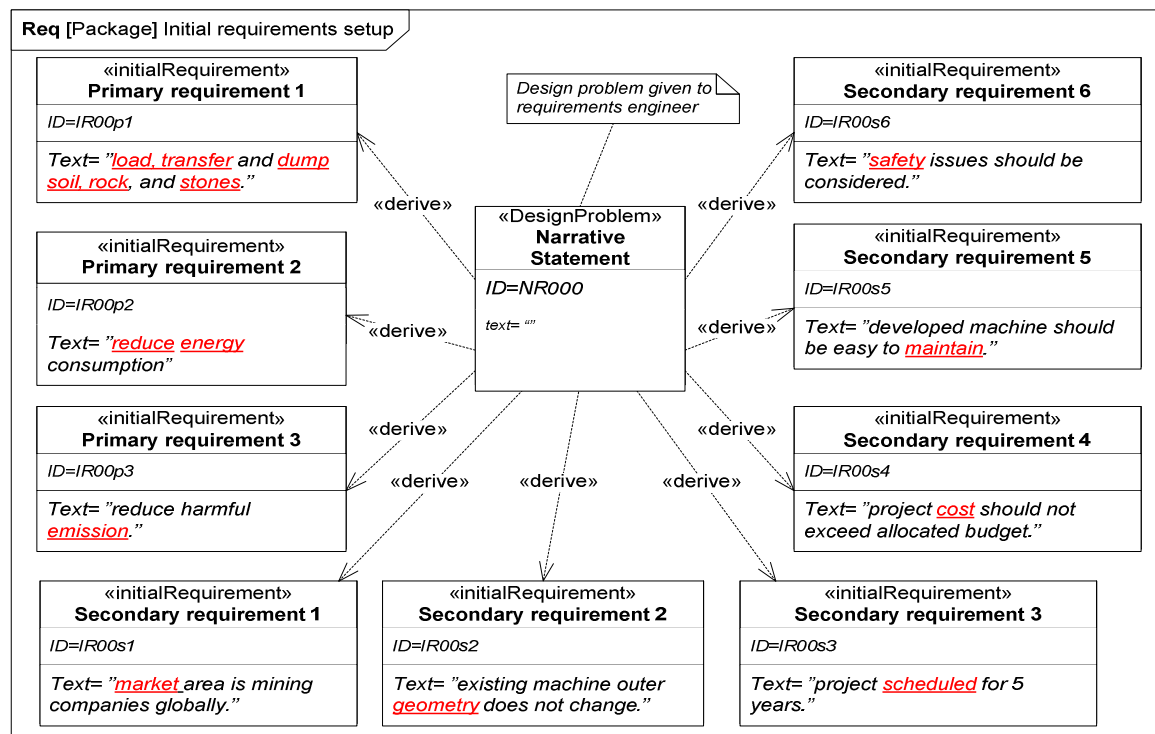 Req [Package] Initial requirements setup
«initialRequirement»
Primary requirement 1
ID=IR00p1
Text= ”load, transfer and dump
soil, rock, and stones.”
«initialRequirement»
Primary requirement 2
ID=IR00p2
Text= ”reduce energy
consumption”
«initialRequirement»
Primary requirement 3
ID=IR00p3
Text= ”reduce harmful
emission.”
Design problem given to
requirements engineer
«DesignProblem»
Narrative
Statement
ID=NR000
text= “”
«derive»
«derive»
«derive»
«derive»
«derive»
«derive»
«derive»
«derive»
«derive»
«initialRequirement»
Secondary requirement 6
ID=IR00s6
Text= ”safety issues should be
considered.”
«initialRequirement»
Secondary requirement 5
ID=IR00s5
Text= ”developed machine should
be easy to maintain.”
«initialRequirement»
Secondary requirement 4
ID=IR00s4
Text= ”project cost should not
exceed allocated budget.”
«initialRequirement»
Secondary requirement 1
ID=IR00s1
Text= ”market area is mining
companies globally.”
«initialRequirement»
Secondary requirement 2
ID=IR00s2
Text= ”existing machine outer
geometry does not change.”
«initialRequirement»
Secondary requirement 3
ID=IR00s3
Text= ”project scheduled for 5
years.”